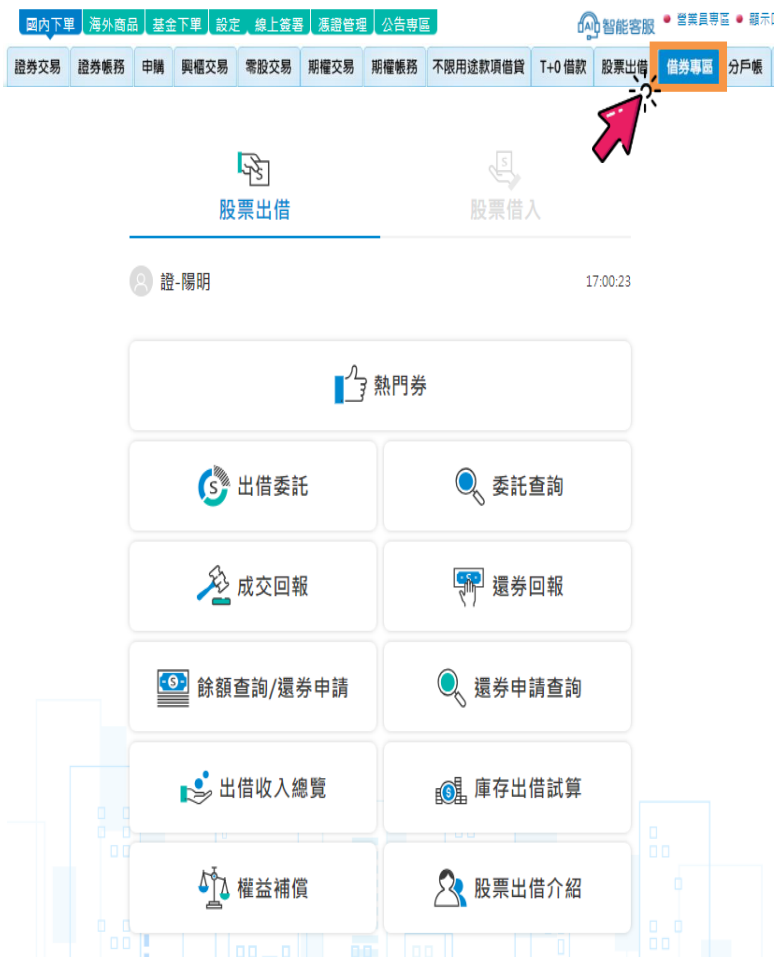 國內下單 海外商品 基金下單 設定 線上簽署 憑證管理 公告專區 AI 智能客服 營業員專區 顯示
證券交易 證券帳務 申購 興櫃交易 零股交易 期權交易 期權帳務 不限用途款項借貸 T+0 借款 股票出借 借券專區 分戶帳
股票出借 股票借入
證-陽明 17:00:23
熱門券
出借委託 委託查詢
成交回報 還券回報
餘額查詢/還券申請 還券申請查詢
出借收入總覽 庫存出借試算
權益補償 股票出借介紹